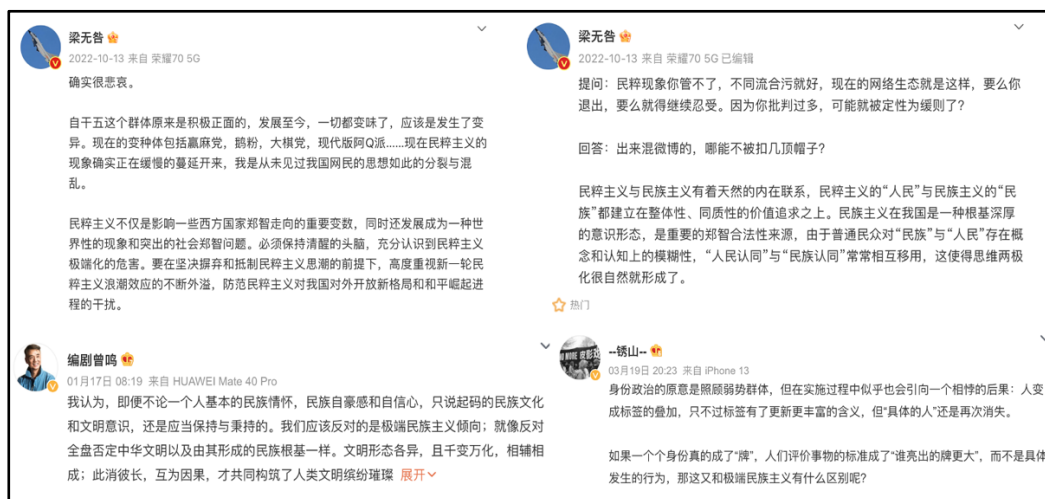 梁无咎
2022-10-13 来自 荣耀70 5G
确实很悲哀。
自干五这个群体原来是积极正面的，发展至今，一切都变味了，应该是发生了变
异。现在的变种体包括赢麻党，鹅粉，大棋党，现代版阿Q派......现在民粹主义的
现象确实正在缓慢的蔓延开来，我是从未见过我国网民的思想如此的分裂与混
乱。
民粹主义不仅是影响一些西方国家郑智走向的重要变数，同时还发展成为一种世
界性的现象和突出的社会郑智问题。必须保持清醒的头脑，充分认识到民粹主义
极端化的危害。要在坚决摒弃和抵制民粹主义思潮的前提下，高度重视新一轮民
粹主义浪潮效应的不断外溢，防范民粹主义对我国对外开放新格局和和平崛起进
程的干扰。
梁无咎
2022-10-13 来自 荣耀70 5G 已编辑
提问：民粹现象你管不了，不同流合污就好，现在的网络生态就是这样，要么你
退出，要么就得继续忍受。因为你批判过多，可能就被定性为缓则了？
回答：出来混微博的，哪能不被扣几顶帽子？
民粹主义与民族主义有着天然的内在联系，民粹主义的“人民”与民族主义的“民
族”都建立在整体性、同质性的价值追求之上。民族主义在我国是一种根基深厚
的意识形态，是重要的郑智合法性来源，由于普通民众对“民族”与“人民”存在概
念和认知上的模糊性，“人民认同”与“民族认同”常常相互移用，这使得思维两极
化很自然就形成了。
热门
编剧曾鸣
01月17日 08:19 来自 HUAWEI Mate 40 Pro
我认为，即便不论一个人基本的民族情怀，民族自豪感和自信心，只说起码的民族文化
和文明意识，还是应当保持与秉持的。我们应该反对的是极端民族主义倾向；就像反对
全盘否定中华文明以及由其形成的民族根基一样。文明形态各异，且千变万化，相辅相
成；此消彼长，互为因果，才共同构筑了人类文明缤纷璀璨 展开
--锈山--
03月19日 20:23 来自 iPhone 13
身份政治的原意是照顾弱势群体，但在实施过程中似乎也会引向一个相悖的后果：人变
成标签的叠加，只不过标签有了更新更丰富的含义，但“具体的人”还是再次消失。
如果一个个身份真的成了“牌”，人们评价事物的标准成了“谁亮出的牌更大”，而不是具体
发生的行为，那这又和极端民族主义有什么区别呢？